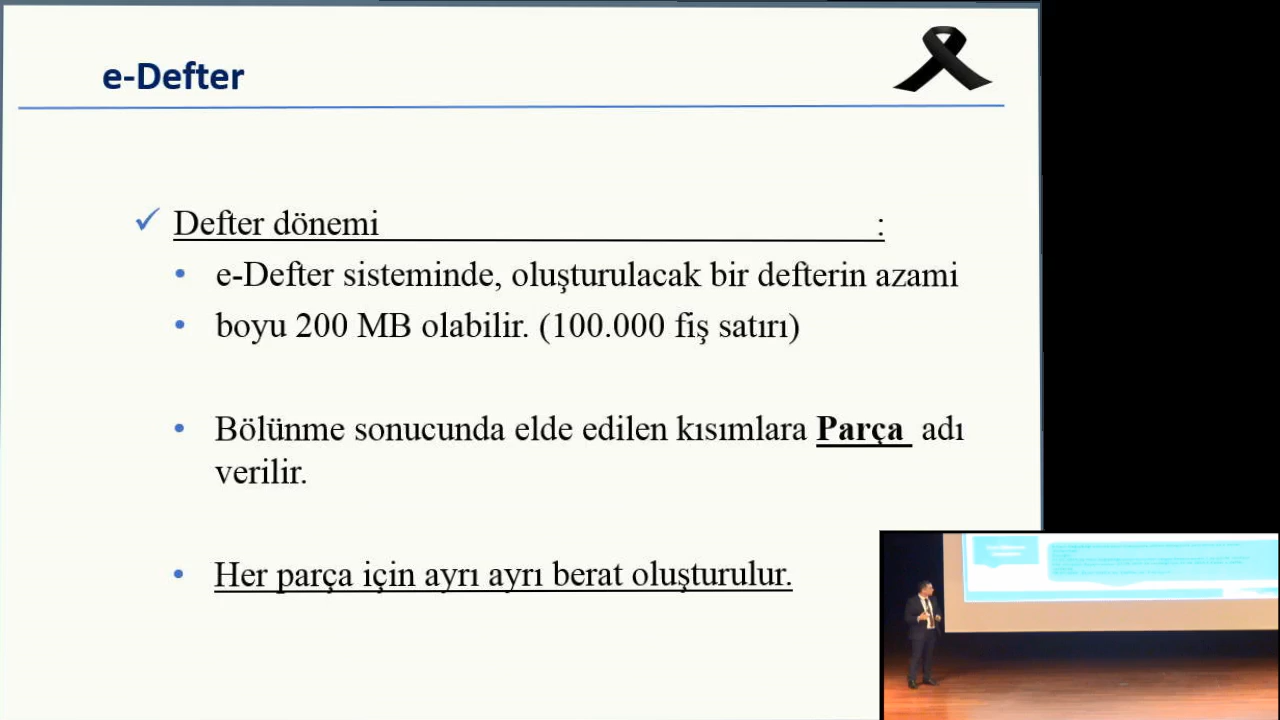 e-Defter
Defter dönemi :
e-Defter sisteminde, oluşturulacak bir defterin azami
boyu 200 MB olabilir. (100.000 fiş satırı)
Bölünme sonucunda elde edilen kısımlara Parça adı
verilir.
Her parça için ayrı ayrı berat oluşturulur.